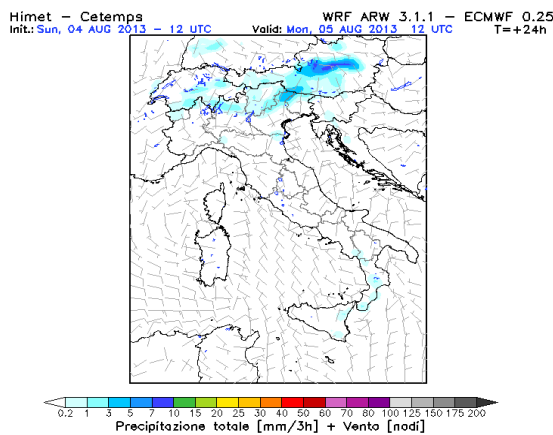 Himet – Cetemps WRF ARW 3.1.1 – ECMWF 0.25
Init.: Sun, 04 AUG 2013 – 12 UTC Valid: Mon, 05 AUG 2013 12 UTC T=+24h
0.2 1 3 5 7 10 15 20 25 30 40 50 60 70 80 100 125 150 175 200
Precipitazione totale [mm/3h] + Vento [nodi]